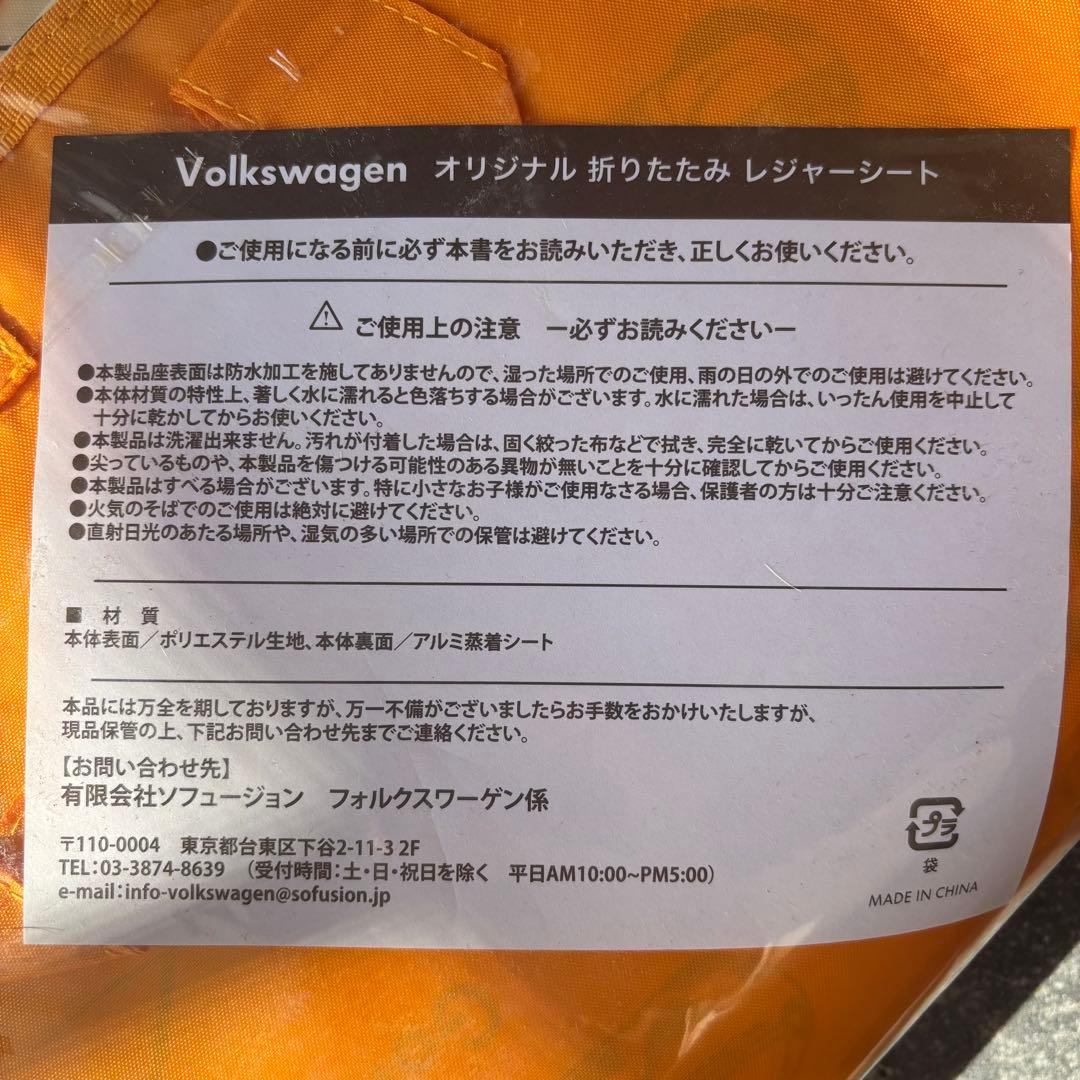 Volkswagen オリジナル 折りたたみ レジャーシート
●ご使用になる前に必ず本書をお読みいただき、正しくお使いください。
⚠ ご使用上の注意 ー必ずお読みくださいー
●本製品座表面は防水加工を施してありませんので、湿った場所でのご使用、雨の日の外でのご使用は避けてください。
●本体材質の特性上、著しく水に濡れると色落ちする場合がございます。水に濡れた場合は、いったん使用を中止して
十分に乾かしてからお使いください。
●本製品は洗濯出来ません。汚れが付着した場合は、固く絞った布などで拭き、完全に乾いてからご使用ください。
●尖っているものや、本製品を傷つける可能性のある異物が無いことを十分に確認してからご使用ください。
●本製品はすべる場合がございます。特に小さなお子様がご使用なさる場合、保護者の方は十分ご注意ください。
●火気のそばでのご使用は絶対に避けてください。
●直射日光のあたる場所や、湿気の多い場所での保管は避けてください。
■ 材 質
本体表面／ポリエステル生地、本体裏面／アルミ蒸着シート
本品には万全を期しておりますが、万一不備がございましたらお手数をおかけいたしますが、
現品保管の上、下記お問い合わせ先までご連絡ください。
【お問い合わせ先】
有限会社ソフュージョン フォルクスワーゲン係
〒110-0004 東京都台東区下谷2-11-3 2F
TEL：03-3874-8639 （受付時間：土・日・祝日を除く 平日AM10:00~PM5:00）
e-mail：info-volkswagen@sofusion.jp
プラ
袋
MADE IN CHINA